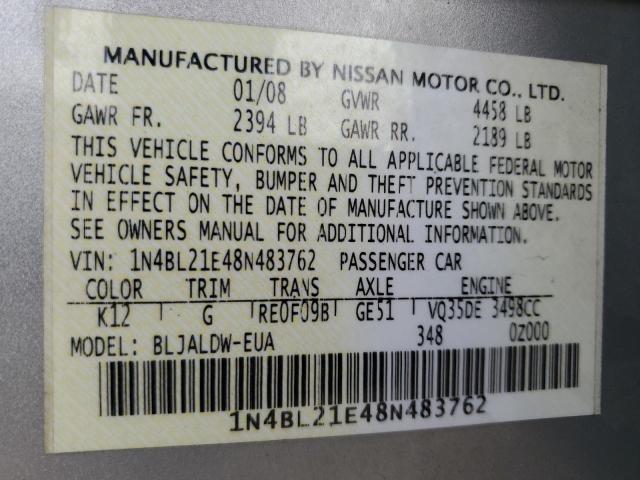 MANUFACTURED BY NISSAN MOTOR CO., LTD.
DATE 01/08 GVWR 4458 LB
GAWR FR. 2394 LB GAWR RR. 2189 LB
THIS VEHICLE CONFORMS TO ALL APPLICABLE FEDERAL MOTOR
VEHICLE SAFETY, BUMPER AND THEFT PREVENTION STANDARDS
IN EFFECT ON THE DATE OF MANUFACTURE SHOWN ABOVE.
SEE OWNERS MANUAL FOR ADDITIONAL INFORMATION.
VIN: 1N4BL21E48N483762 PASSENGER CAR
COLOR TRIM TRANS AXLE ENGINE
K12 G RE0F09B GE51 VQ35DE 3498CC
MODEL: BLJALDW-EUA 348 0Z000
1N4BL21E48N483762